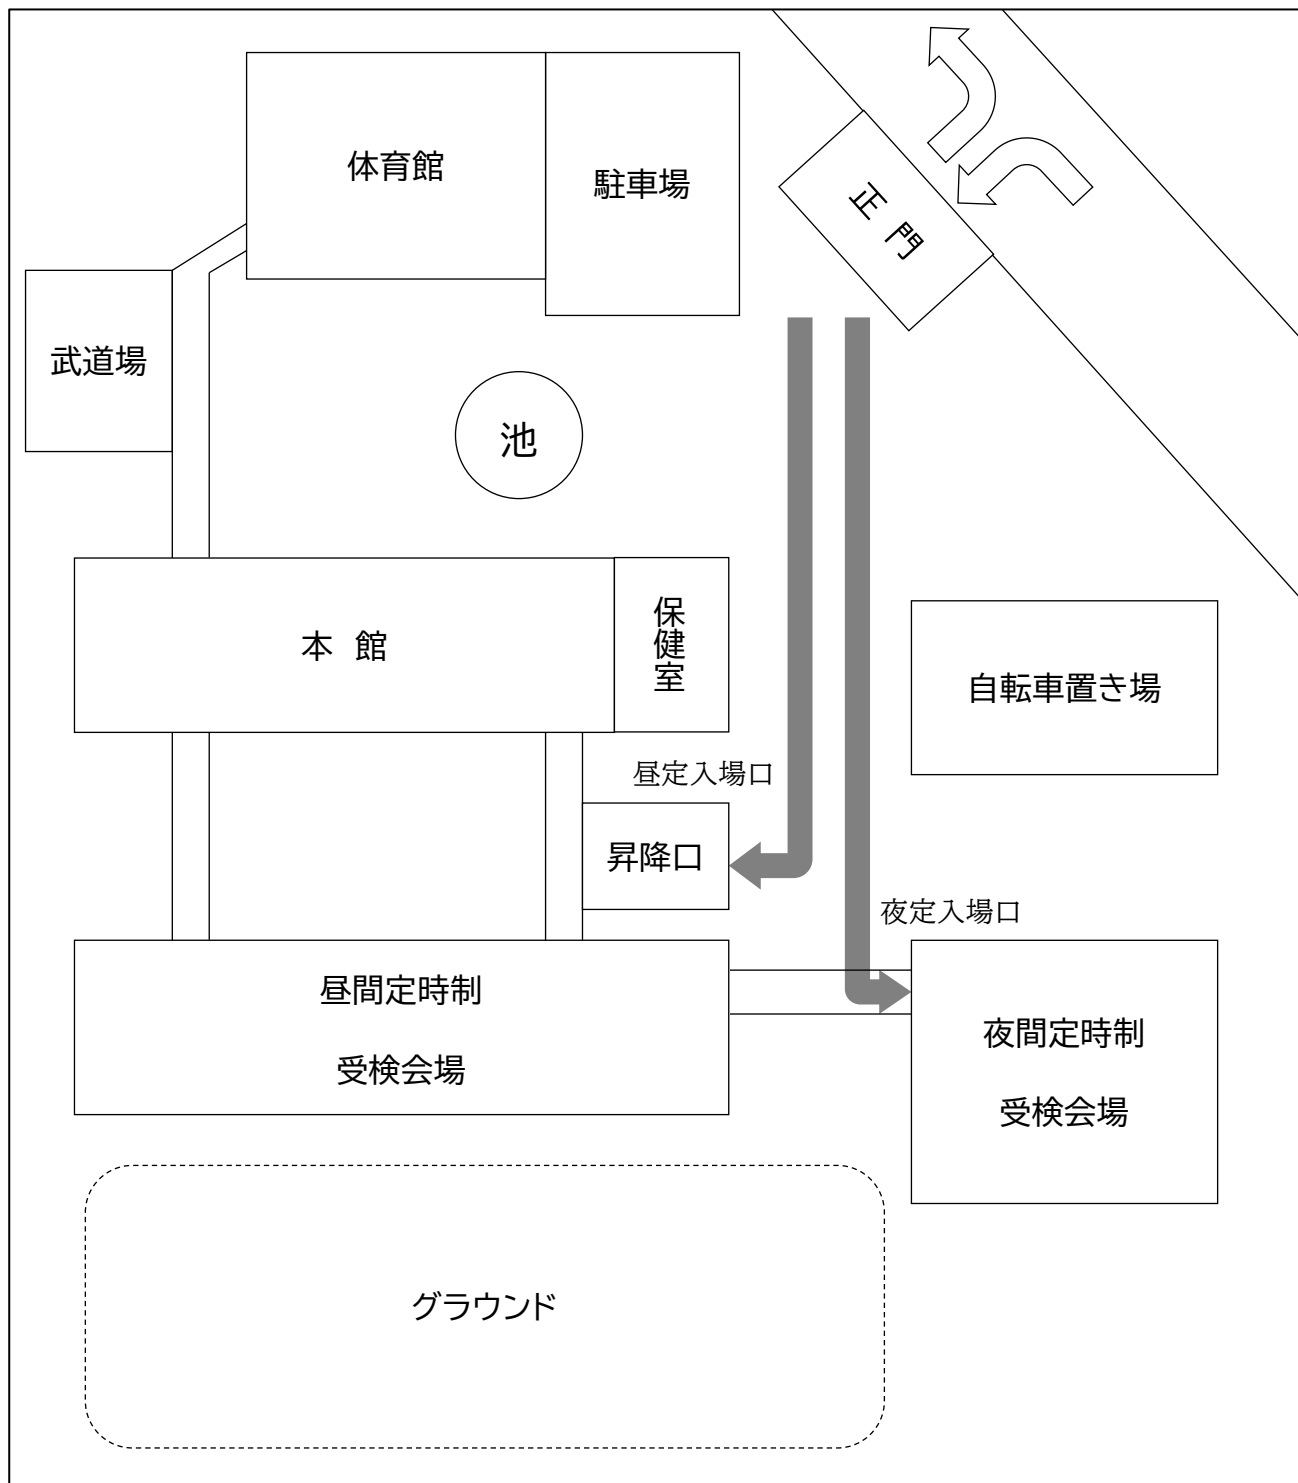 体育館
駐車場
正 門
武道場
池
本 館
保健室
自転車置き場
昼定入場口
昇降口
夜定入場口
昼間定時制
受検会場
夜間定時制
受検会場
グラウンド